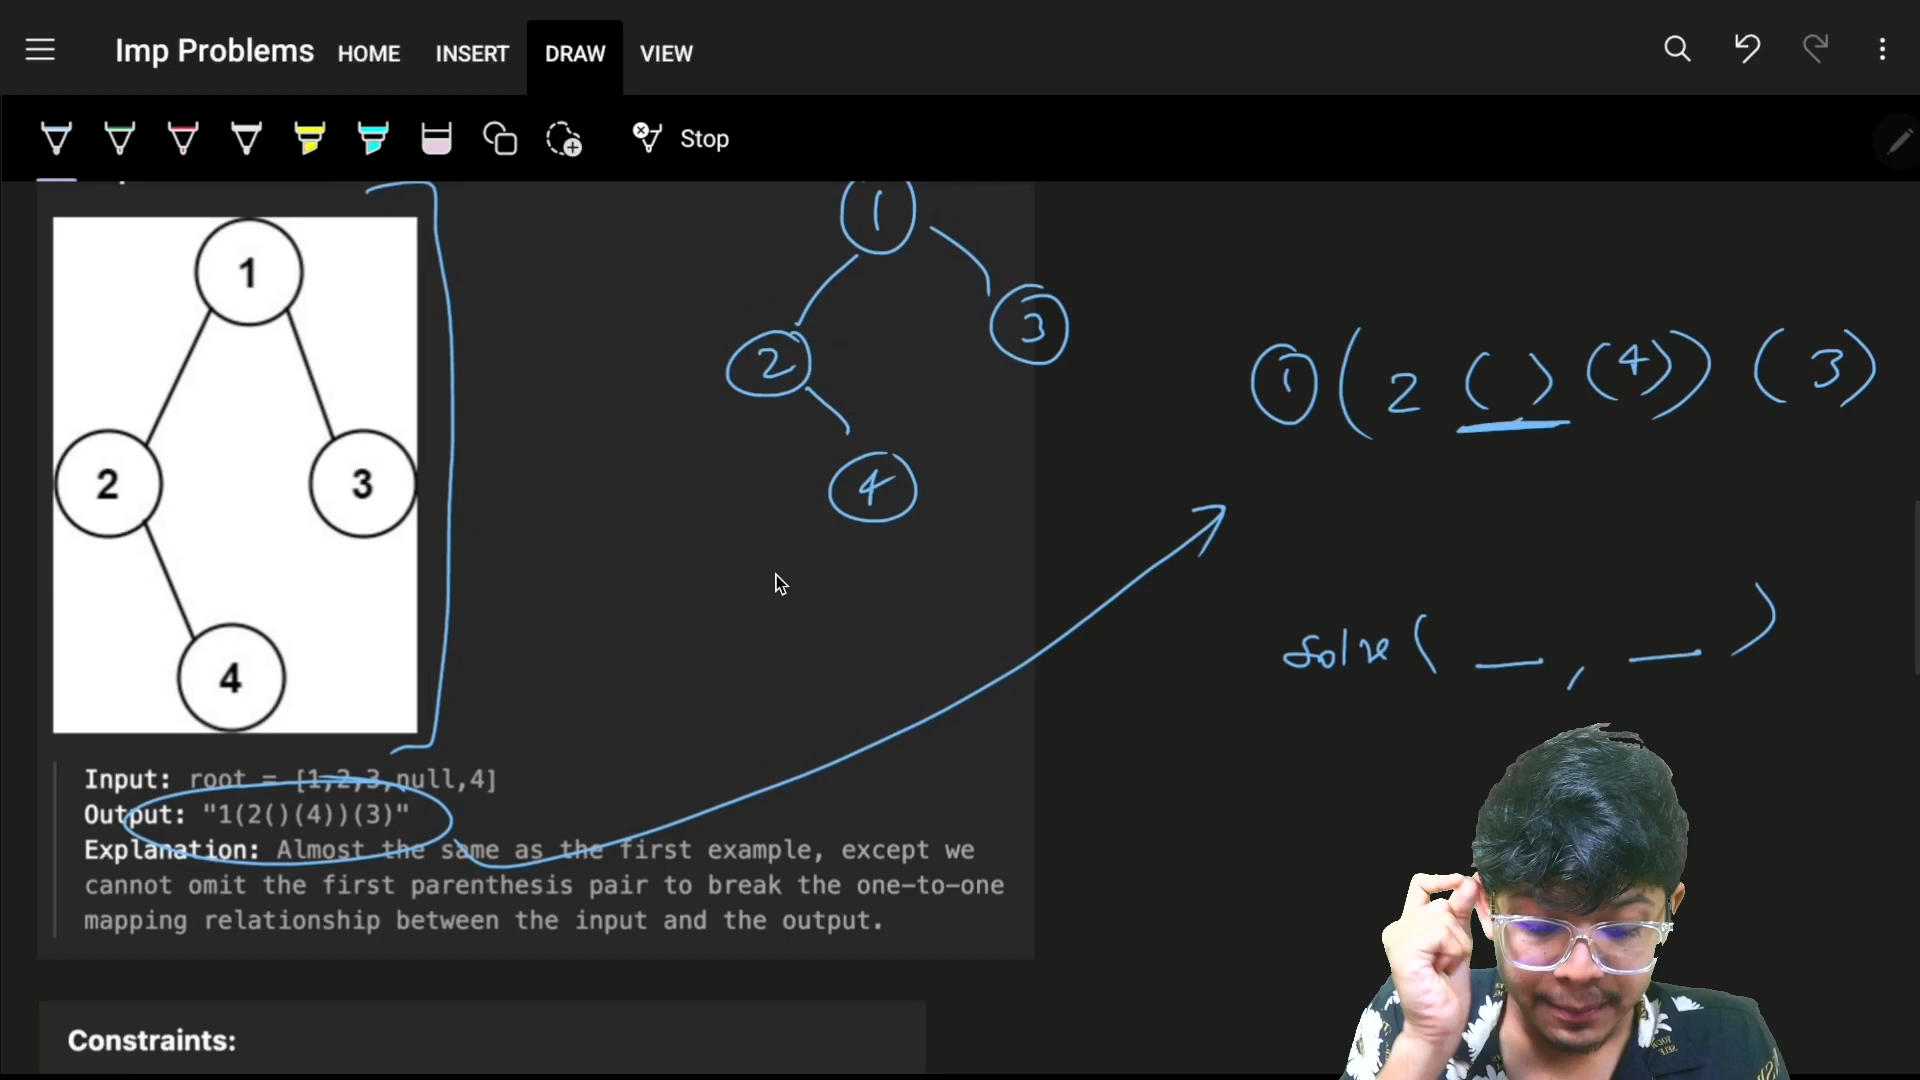 Imp Problems HOME INSERT DRAW VIEW
Stop
1
2
3
4
1
2
3
4
1 ( 2 ( ) (4) ) ( 3 )
solve ( _ , _ )
Input: root = [1,2,3,null,4]
Output: "1(2()(4))(3)"
Explanation: Almost the same as the first example, except we
cannot omit the first parenthesis pair to break the one-to-one
mapping relationship between the input and the output.
Constraints: